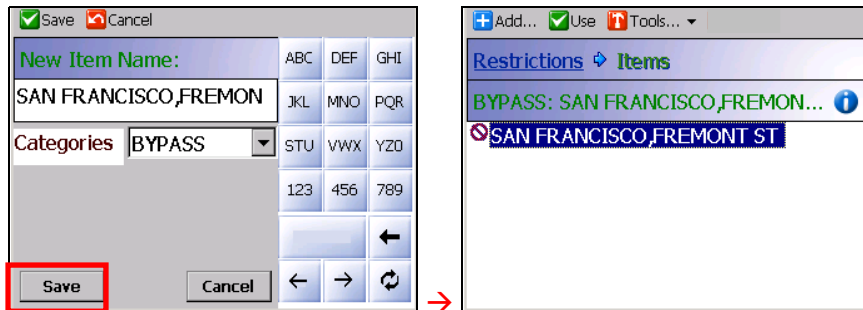 Save Cancel
New Item Name:
SAN FRANCISCO,FREMON
Categories BYPASS
Save Cancel
ABC DEF GHI
JKL MNO PQR
STU VWX YZ0
123 456 789
← → 
→
Add... Use Tools...
Restrictions Items
BYPASS: SAN FRANCISCO,FREMON...
SAN FRANCISCO,FREMONT ST